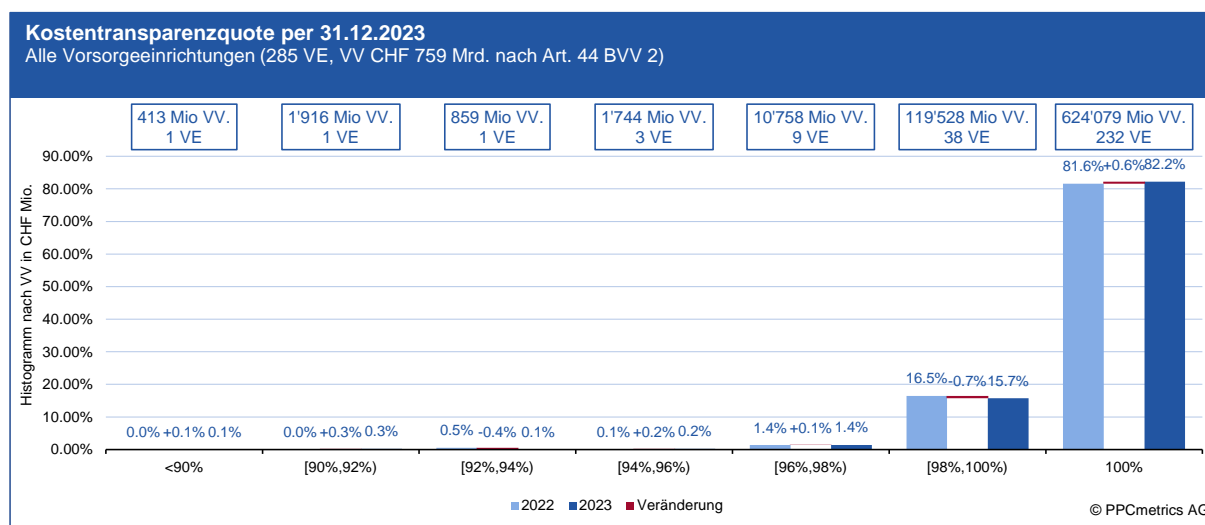 Kostentransparenzquote per 31.12.2023
Alle Vorsorgeeinrichtungen (285 VE, VV CHF 759 Mrd. nach Art. 44 BVV 2)
413 Mio VV.
1 VE
1'916 Mio VV.
1 VE
859 Mio VV.
1 VE
1'744 Mio VV.
3 VE
10'758 Mio VV.
9 VE
119'528 Mio VV.
38 VE
624'079 Mio VV.
232 VE
Histogramm nach VV in CHF Mio.
90.00%
80.00%
70.00%
60.00%
50.00%
40.00%
30.00%
20.00%
10.00%
0.00%
0.0% +0.1% 0.1%
0.0% +0.3% 0.3%
0.5% -0.4% 0.1%
0.1% +0.2% 0.2%
1.4% +0.1% 1.4%
16.5% -0.7% 15.7%
81.6% +0.6% 82.2%
<90%
[90%,92%)
[92%,94%)
[94%,96%)
[96%,98%)
[98%,100%)
100%
2022 2023 Veränderung
© PPCmetrics AG